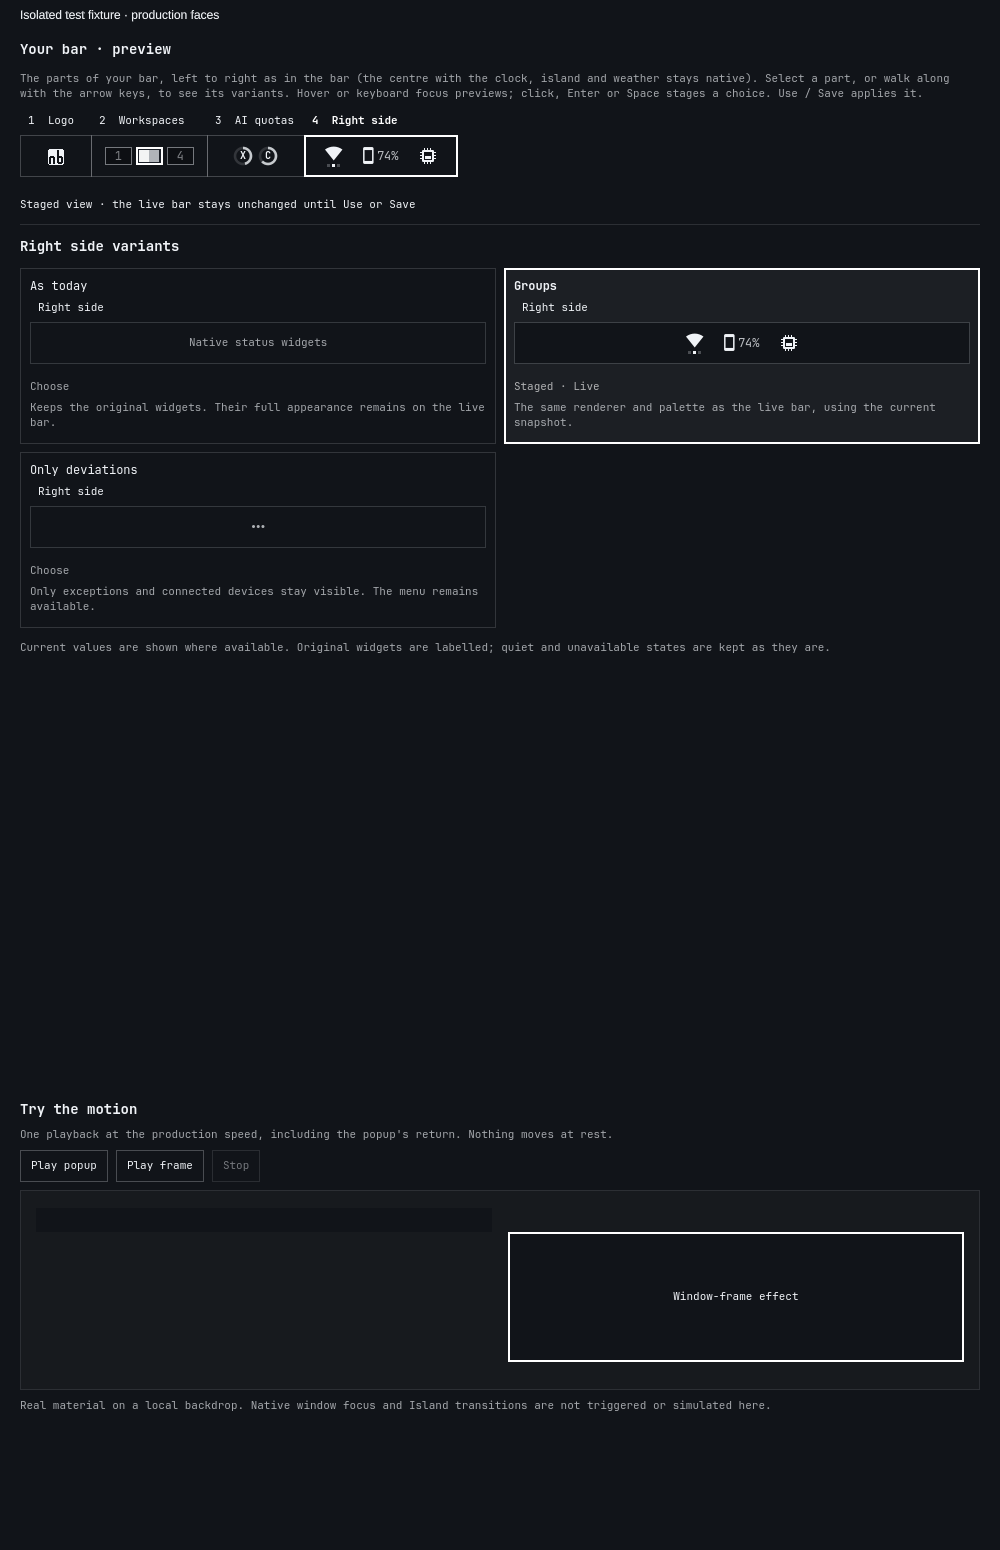 Isolated test fixture · production faces
Your bar · preview
The parts of your bar, left to right as in the bar (the centre with the clock, island and weather stays native). Select a part, or walk along
with the arrow keys, to see its variants. Hover or keyboard focus previews; click, Enter or Space stages a choice. Use / Save applies it.
1 Logo 2 Workspaces 3 AI quotas 4 Right side
1 4 X C 74%
Staged view · the live bar stays unchanged until Use or Save
Right side variants
As today
Right side
Native status widgets
Choose
Keeps the original widgets. Their full appearance remains on the live
bar.
Groups
Right side
74%
Staged · Live
The same renderer and palette as the live bar, using the current
snapshot.
Only deviations
Right side
•••
Choose
Only exceptions and connected devices stay visible. The menu remains
available.
Current values are shown where available. Original widgets are labelled; quiet and unavailable states are kept as they are.
Try the motion
One playback at the production speed, including the popup's return. Nothing moves at rest.
Play popup Play frame Stop
Window-frame effect
Real material on a local backdrop. Native window focus and Island transitions are not triggered or simulated here.